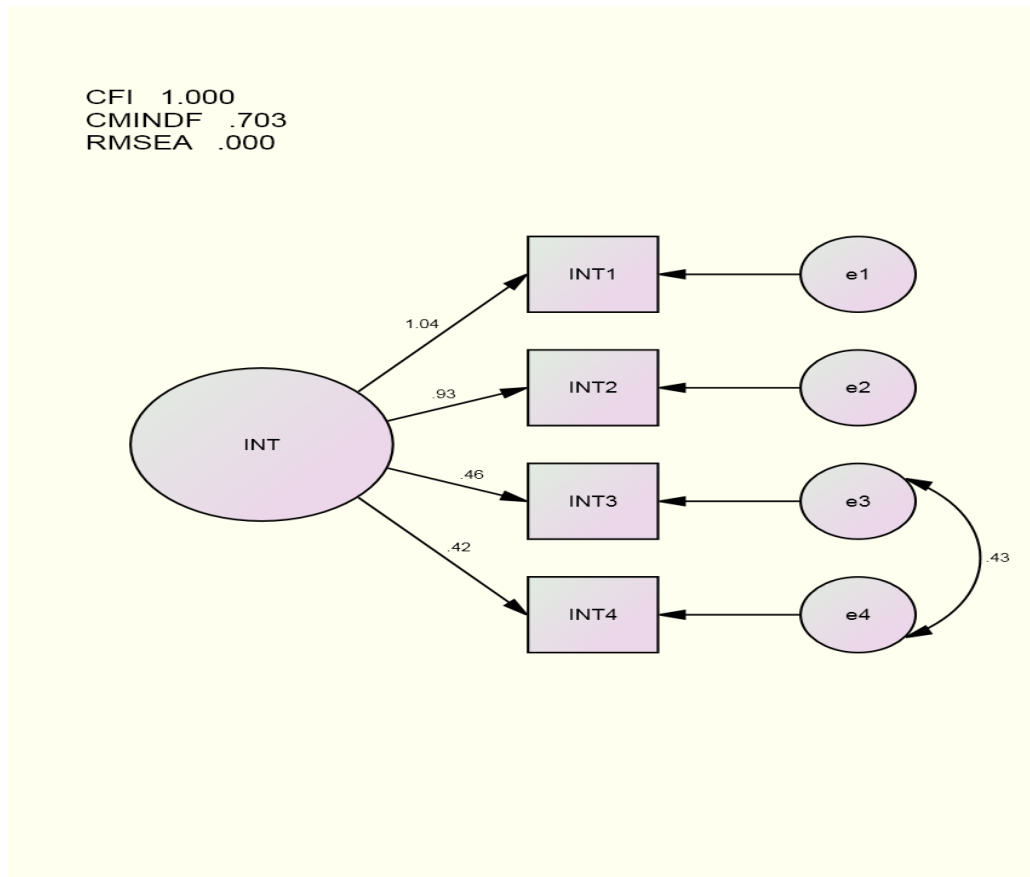 CFI 1.000
CMINDF .703
RMSEA .000
INT1
e1
1.04
INT2
e2
.93
INT
.46
INT3
e3
.42
.43
INT4
e4